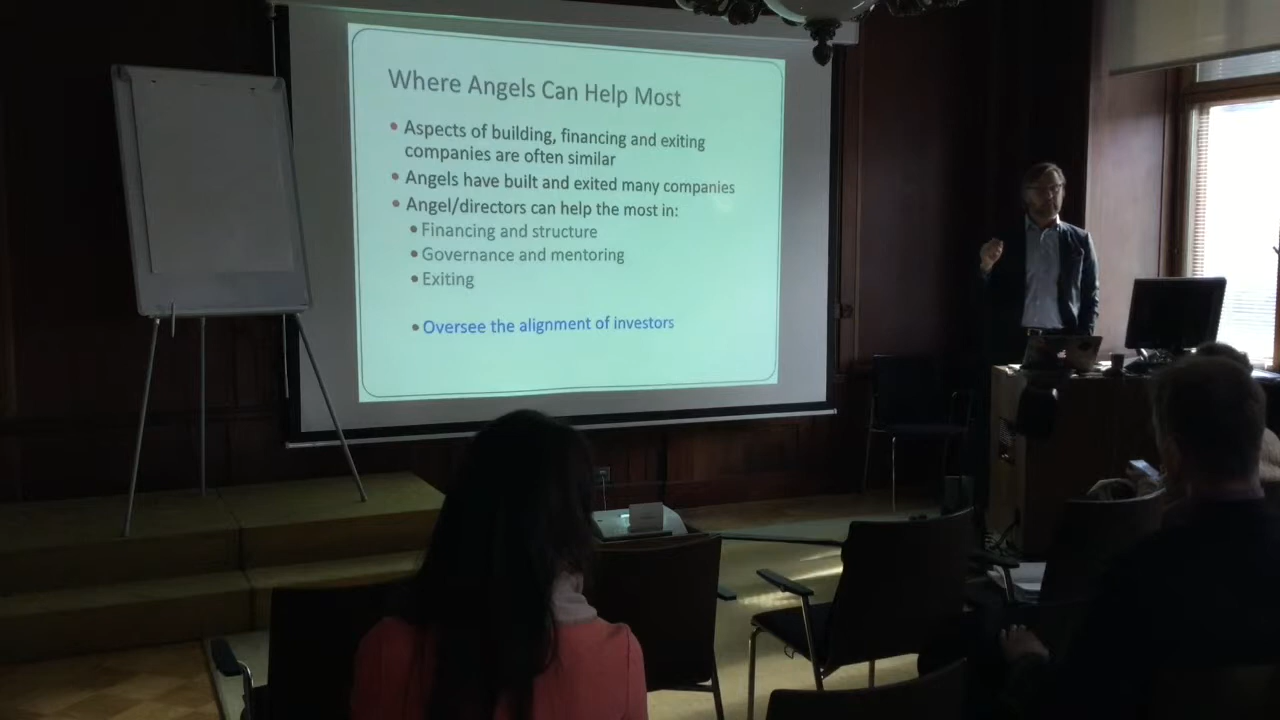 Where Angels Can Help Most
• Aspects of building, financing and exiting
companies are often similar
• Angels have built and exited many companies
• Angel/directors can help the most in:
• Financing and structure
• Governance and mentoring
• Exiting
• Oversee the alignment of investors